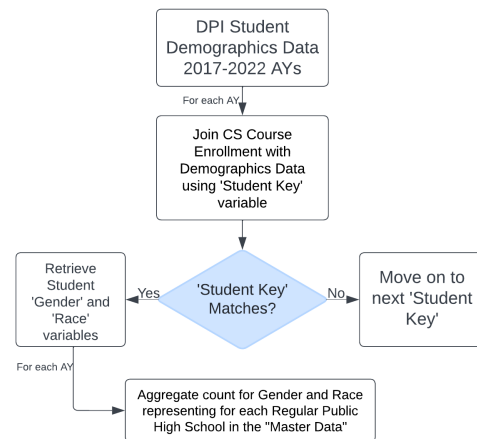 DPI Student
Demographics Data
2017-2022 AYs
For each AY
Join CS Course
Enrollment with
Demographics Data
using 'Student Key'
variable
Retrieve
Student
'Gender' and
'Race'
variables
Yes
'Student Key'
Matches?
No
Move on to
next 'Student
Key'
For each AY
Aggregate count for Gender and Race
representing for each Regular Public
High School in the "Master Data"